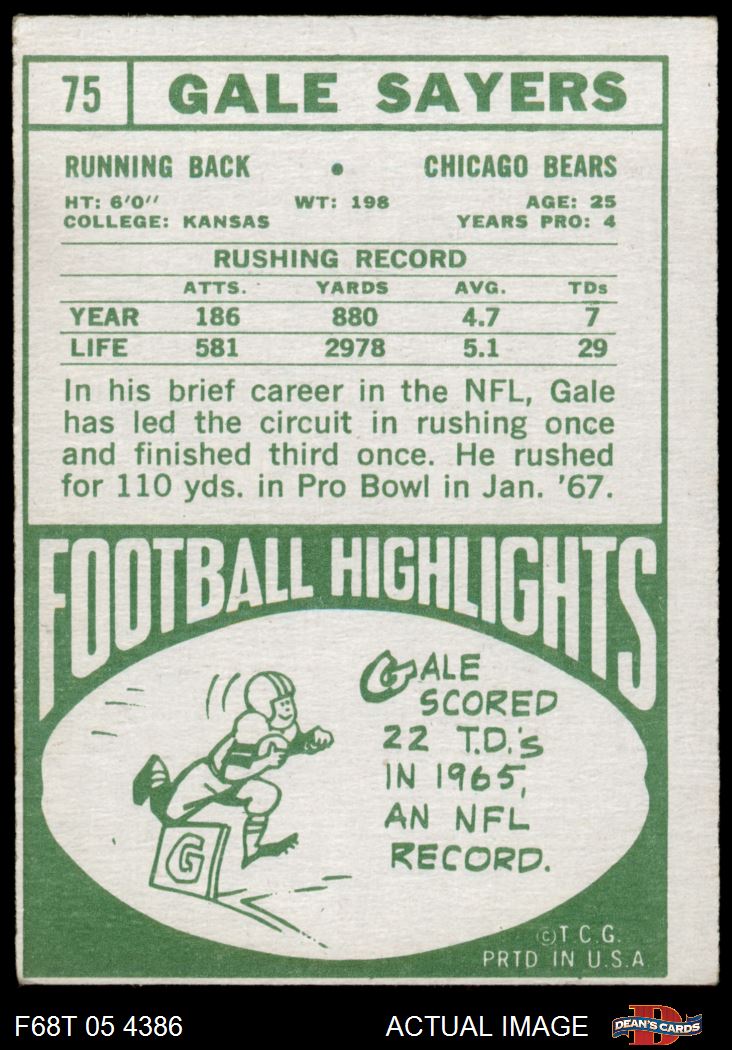 75 GALE SAYERS
RUNNING BACK • CHICAGO BEARS
HT: 6'0" WT: 198 AGE: 25
COLLEGE: KANSAS YEARS PRO: 4
RUSHING RECORD
ATTS. YARDS AVG. TDs
YEAR 186 880 4.7 7
LIFE 581 2978 5.1 29
In his brief career in the NFL, Gale
has led the circuit in rushing once
and finished third once. He rushed
for 110 yds. in Pro Bowl in Jan. '67.
FOOTBALL HIGHLIGHTS
GALE
SCORED
22 T.D.'s
IN 1965,
AN NFL
RECORD.
G
©T.C.G.
PRTD IN U.S.A
F68T 05 4386 ACTUAL IMAGE D DEAN'S CARDS